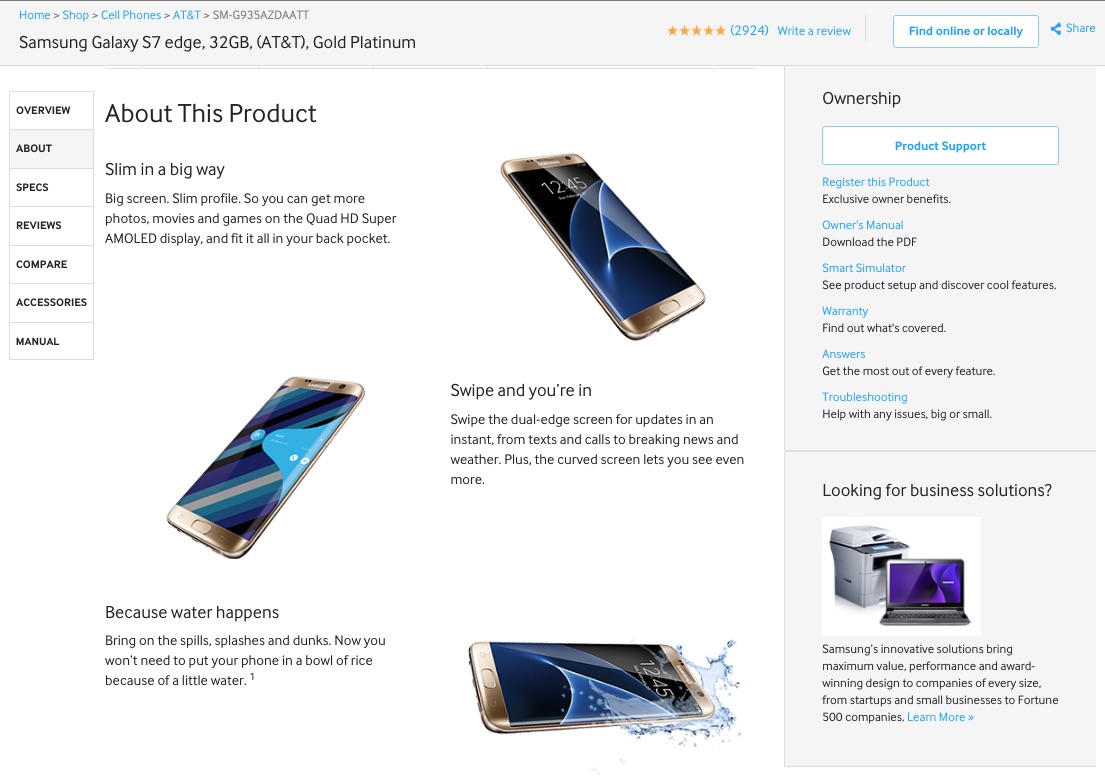 Home > Shop > Cell Phones > AT&T > SM-G935AZDAATT
Samsung Galaxy S7 edge, 32GB, (AT&T), Gold Platinum
(2924) Write a review
Find online or locally
Share
OVERVIEW
ABOUT
SPECS
REVIEWS
COMPARE
ACCESSORIES
MANUAL
About This Product
Slim in a big way
Big screen. Slim profile. So you can get more
photos, movies and games on the Quad HD Super
AMOLED display, and fit it all in your back pocket.
SAMSUNG
12:45
Swipe and you're in
Swipe the dual-edge screen for updates in an
instant, from texts and calls to breaking news and
weather. Plus, the curved screen lets you see even
more.
SAMSUNG
Because water happens
Bring on the spills, splashes and dunks. Now you
won't need to put your phone in a bowl of rice
because of a little water. 1
12:45
Ownership
Product Support
Register this Product
Exclusive owner benefits.
Owner's Manual
Download the PDF
Smart Simulator
See product setup and discover cool features.
Warranty
Find out what's covered.
Answers
Get the most out of every feature.
Troubleshooting
Help with any issues, big or small.
Looking for business solutions?
Samsung's innovative solutions bring
maximum value, performance and award-
winning design to companies of every size,
from startups and small businesses to Fortune
500 companies. Learn More »